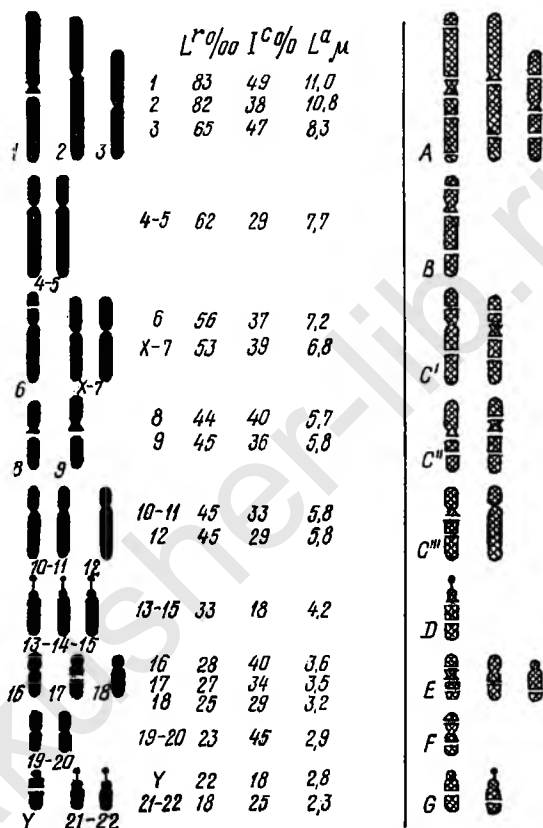 L^r‰ I^c% L^a μ
1 83 49 11,0
2 82 38 10,8
3 65 47 8,3
1 2 3
A
4-5 62 29 7,7
4-5
B
6 56 37 7,2
X-7 53 39 6,8
6 X-7
C'
8 44 40 5,7
9 45 36 5,8
8 9
C"
10-11 45 33 5,8
12 45 29 5,8
10-11 12
C'''
13-15 33 18 4,2
13-14-15
D
16 28 40 3,6
17 27 34 3,5
18 25 29 3,2
16 17 18
E
19-20 23 45 2,9
19-20
F
Y 22 18 2,8
21-22 18 25 2,3
Y 21-22
G
akusher-lib.r